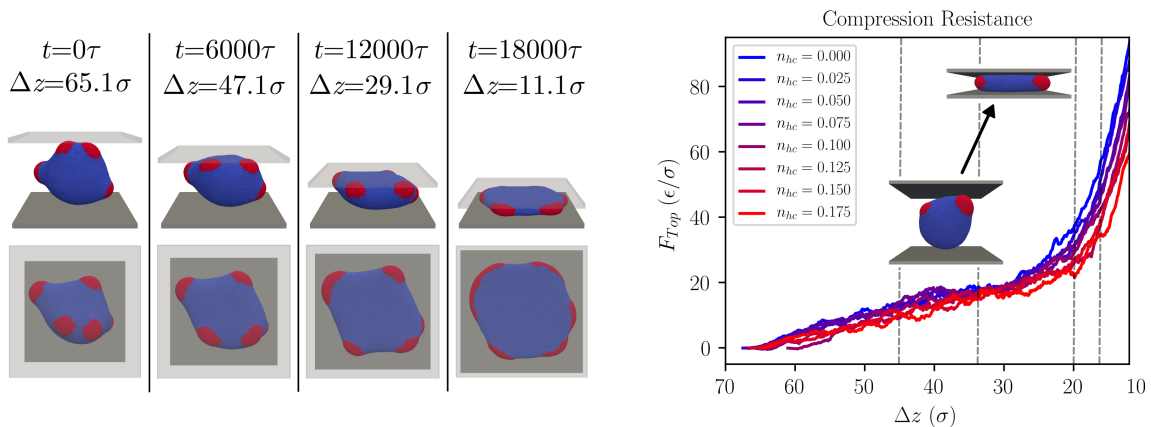 t=0τ
Δz=65.1σ
t=6000τ
Δz=47.1σ
t=12000τ
Δz=29.1σ
t=18000τ
Δz=11.1σ
Compression Resistance
F_Top (ϵ/σ)
80
60
40
20
0
n_hc = 0.000
n_hc = 0.025
n_hc = 0.050
n_hc = 0.075
n_hc = 0.100
n_hc = 0.125
n_hc = 0.150
n_hc = 0.175
70 60 50 40 30 20 10
Δz (σ)